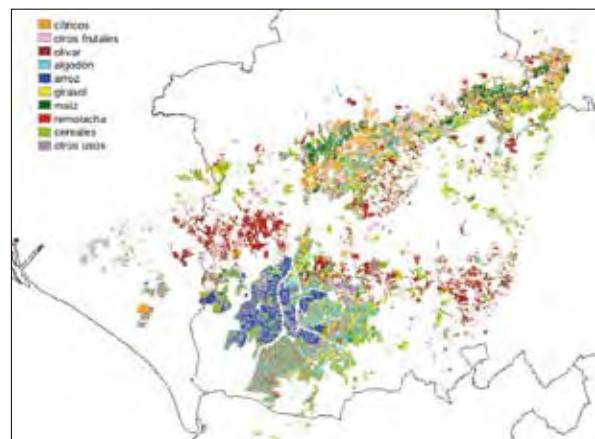 cítricos
otros frutales
olivar
algodón
arroz
girasol
maíz
remolacha
cereales
otros usos